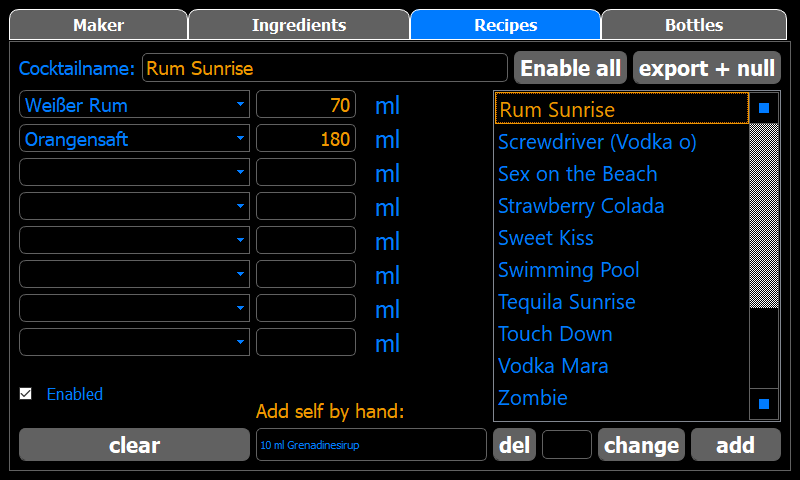 Maker Ingredients Recipes Bottles
Cocktailname: Rum Sunrise Enable all export + null
Weißer Rum 70 ml
Orangensaft 180 ml
ml
ml
ml
ml
ml
ml
Rum Sunrise
Screwdriver (Vodka o)
Sex on the Beach
Strawberry Colada
Sweet Kiss
Swimming Pool
Tequila Sunrise
Touch Down
Vodka Mara
Zombie
Enabled
Add self by hand:
clear 10 ml Grenadinesirup del change add